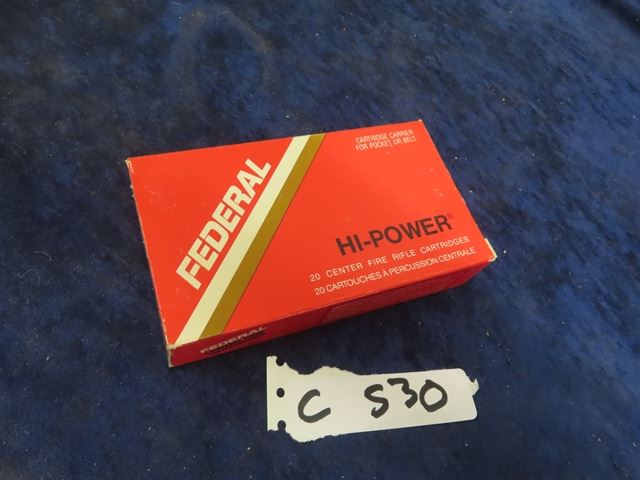 CARTRIDGE CARRIER
FOR POCKET, OR BELT
FEDERAL
HI-POWER®
20 CENTER FIRE RIFLE CARTRIDGES
20 CARTOUCHES À PERCUSSION CENTRALE
FEDERAL
C 530